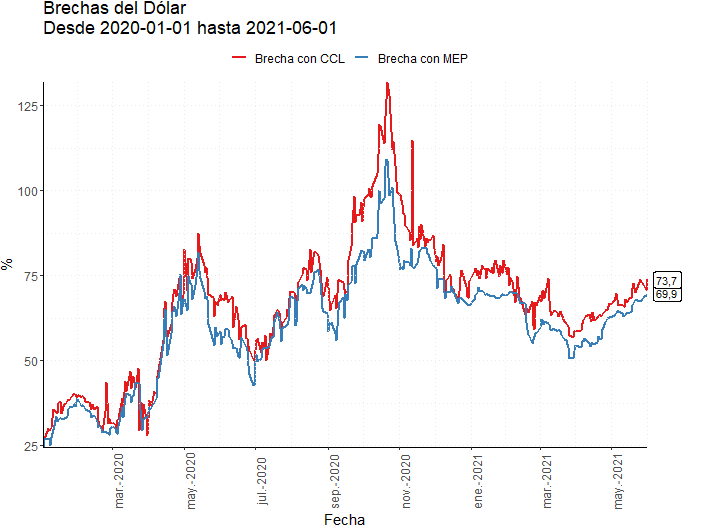 Brechas del Dólar
Desde 2020-01-01 hasta 2021-06-01
Brecha con CCL
Brecha con MEP
125
100
75
50
25
%
73,7
69,9
mar.-2020
may.-2020
jul.-2020
sep.-2020
nov.-2020
ene.-2021
mar.-2021
may.-2021
Fecha